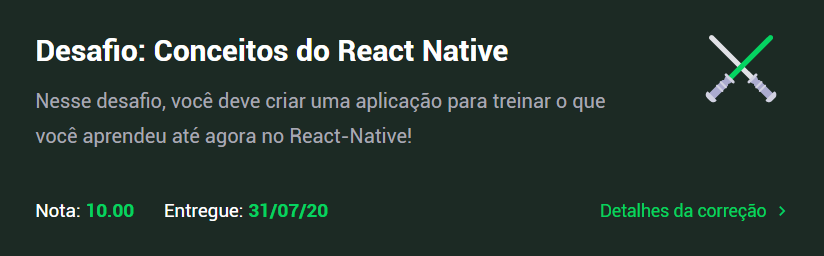 Desafio: Conceitos do React Native
Nesse desafio, você deve criar uma aplicação para treinar o que
você aprendeu até agora no React-Native!
Nota: 10.00 Entregue: 31/07/20 Detalhes da correção >